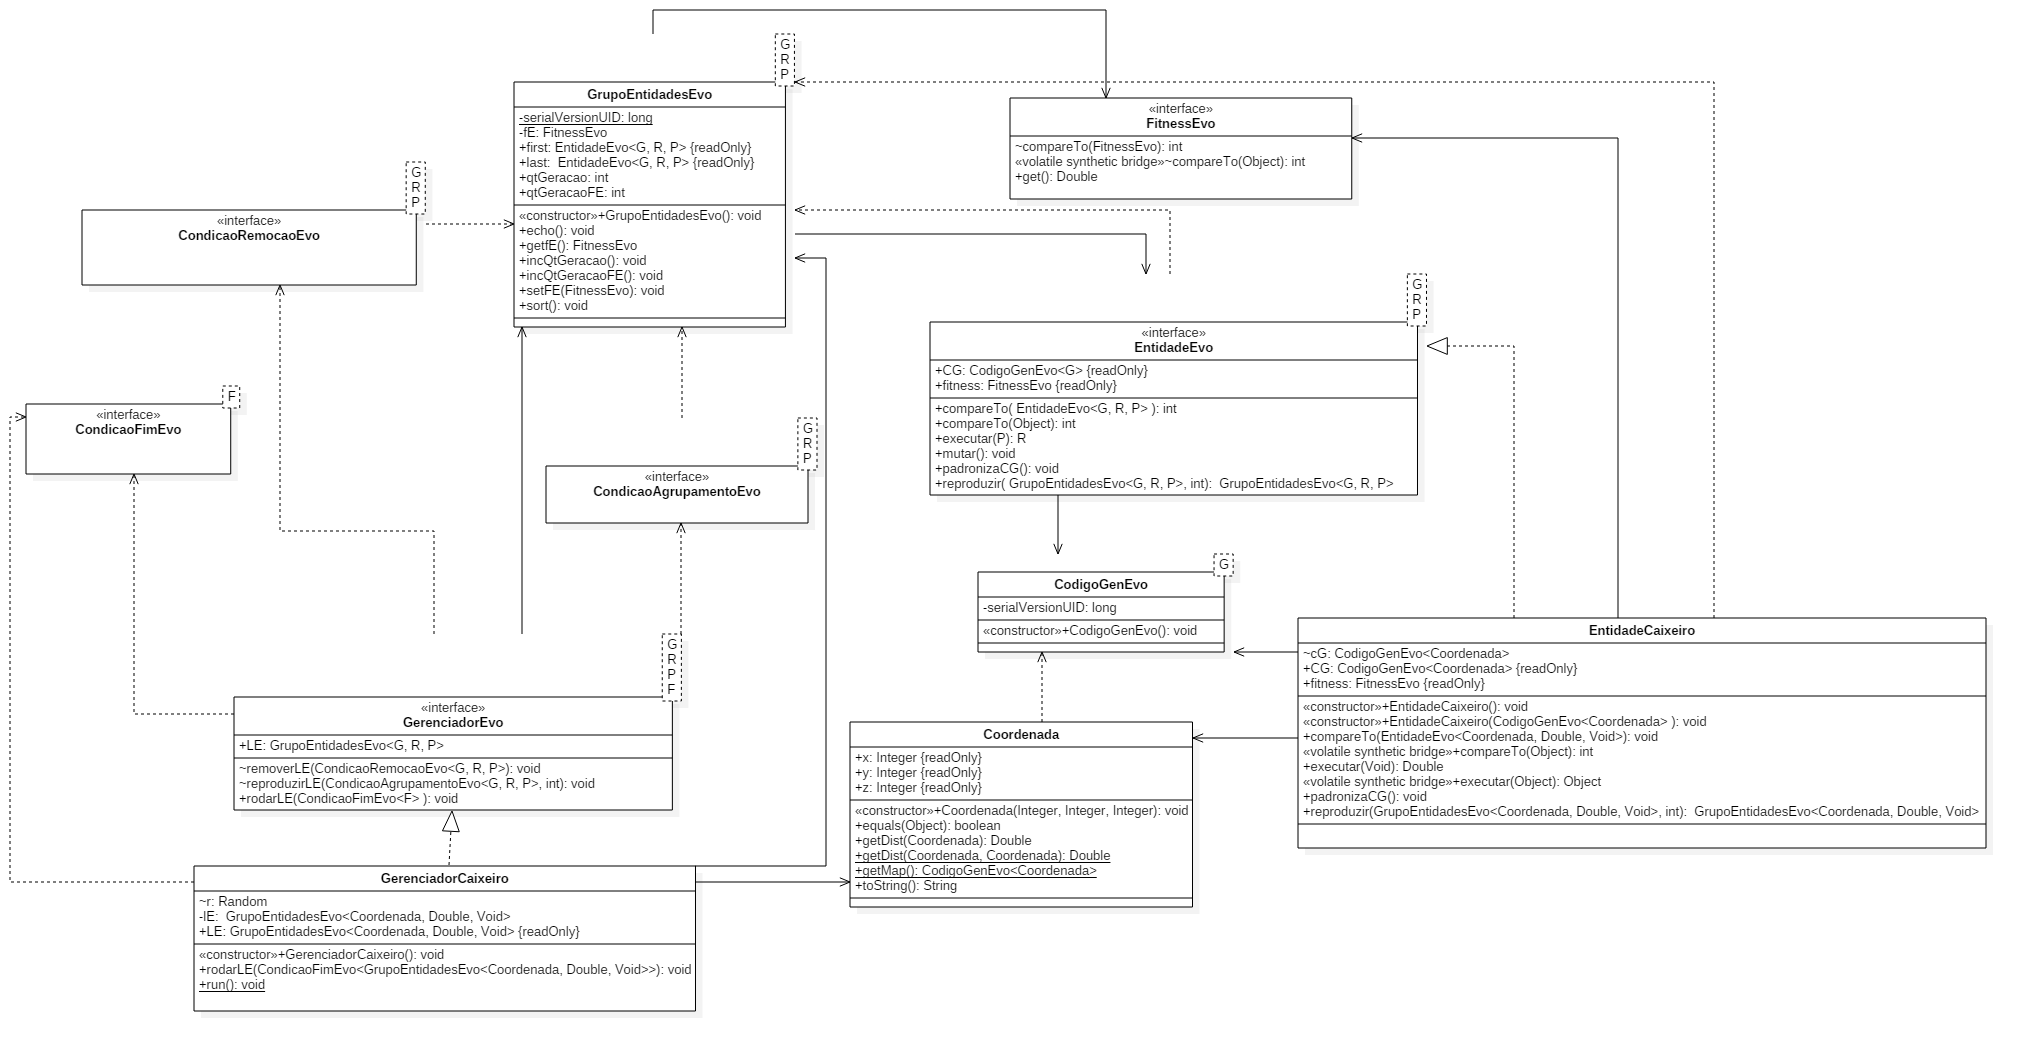 G
R
P
GrupoEntidadesEvo
-serialVersionUID: long
-fE: FitnessEvo
+first: EntidadeEvo<G, R, P> {readOnly}
+last:  EntidadeEvo<G, R, P> {readOnly}
+qtGeracao: int
+qtGeracaoFE: int
«constructor»+GrupoEntidadesEvo(): void
+echo(): void
+getfE(): FitnessEvo
+incQtGeracao(): void
+incQtGeracaoFE(): void
+setFE(FitnessEvo): void
+sort(): void
«interface»
FitnessEvo
~compareTo(FitnessEvo): int
«volatile synthetic bridge»~compareTo(Object): int
+get(): Double
G
R
P
«interface»
CondicaoRemocaoEvo
G
R
P
«interface»
EntidadeEvo
+CG: CodigoGenEvo<G> {readOnly}
+fitness: FitnessEvo {readOnly}
+compareTo( EntidadeEvo<G, R, P> ): int
+compareTo(Object): int
+executar(P): R
+mutar(): void
+padronizaCG(): void
+reproduzir( GrupoEntidadesEvo<G, R, P>, int):  GrupoEntidadesEvo<G, R, P>
F
«interface»
CondicaoFimEvo
G
R
P
«interface»
CondicaoAgrupamentoEvo
G
CodigoGenEvo
-serialVersionUID: long
«constructor»+CodigoGenEvo(): void
EntidadeCaixeiro
~cG: CodigoGenEvo<Coordenada>
+CG: CodigoGenEvo<Coordenada> {readOnly}
+fitness: FitnessEvo {readOnly}
«constructor»+EntidadeCaixeiro(): void
«constructor»+EntidadeCaixeiro(CodigoGenEvo<Coordenada> ): void
+compareTo(EntidadeEvo<Coordenada, Double, Void>): void
«volatile synthetic bridge»+compareTo(Object): int
+executar(Void): Double
«volatile synthetic bridge»+executar(Object): Object
+padronizaCG(): void
+reproduzir(GrupoEntidadesEvo<Coordenada, Double, Void>, int):  GrupoEntidadesEvo<Coordenada, Double, Void>
G
R
P
F
«interface»
GerenciadorEvo
+LE: GrupoEntidadesEvo<G, R, P>
~removerLE(CondicaoRemocaoEvo<G, R, P>): void
~reproduzirLE(CondicaoAgrupamentoEvo<G, R, P>, int): void
+rodarLE(CondicaoFimEvo<F> ): void
Coordenada
+x: Integer {readOnly}
+y: Integer {readOnly}
+z: Integer {readOnly}
«constructor»+Coordenada(Integer, Integer, Integer): void
+equals(Object): boolean
+getDist(Coordenada): Double
+getDist(Coordenada, Coordenada): Double
+getMap(): CodigoGenEvo<Coordenada>
+toString(): String
GerenciadorCaixeiro
~r: Random
-lE:  GrupoEntidadesEvo<Coordenada, Double, Void>
+LE: GrupoEntidadesEvo<Coordenada, Double, Void> {readOnly}
«constructor»+GerenciadorCaixeiro(): void
+rodarLE(CondicaoFimEvo<GrupoEntidadesEvo<Coordenada, Double, Void>>): void
+run(): void